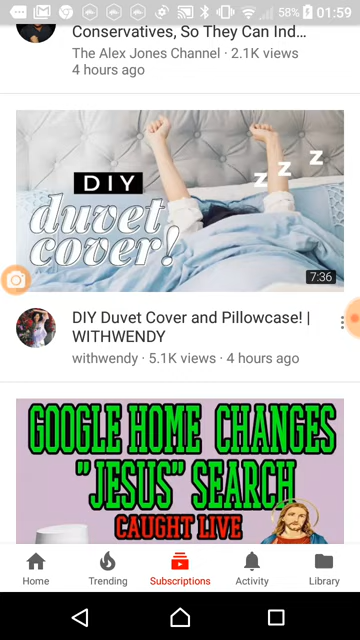 58% 01:59
Conservatives, So They Can Ind...
The Alex Jones Channel · 2.1K views
4 hours ago
DIY
duvet
cover!
z z z
7:36
DIY Duvet Cover and Pillowcase! |
WITHWENDY
withwendy · 5.1K views · 4 hours ago
GOOGLE HOME CHANGES
"JESUS" SEARCH
CAUGHT LIVE
Home Trending Subscriptions Activity Library